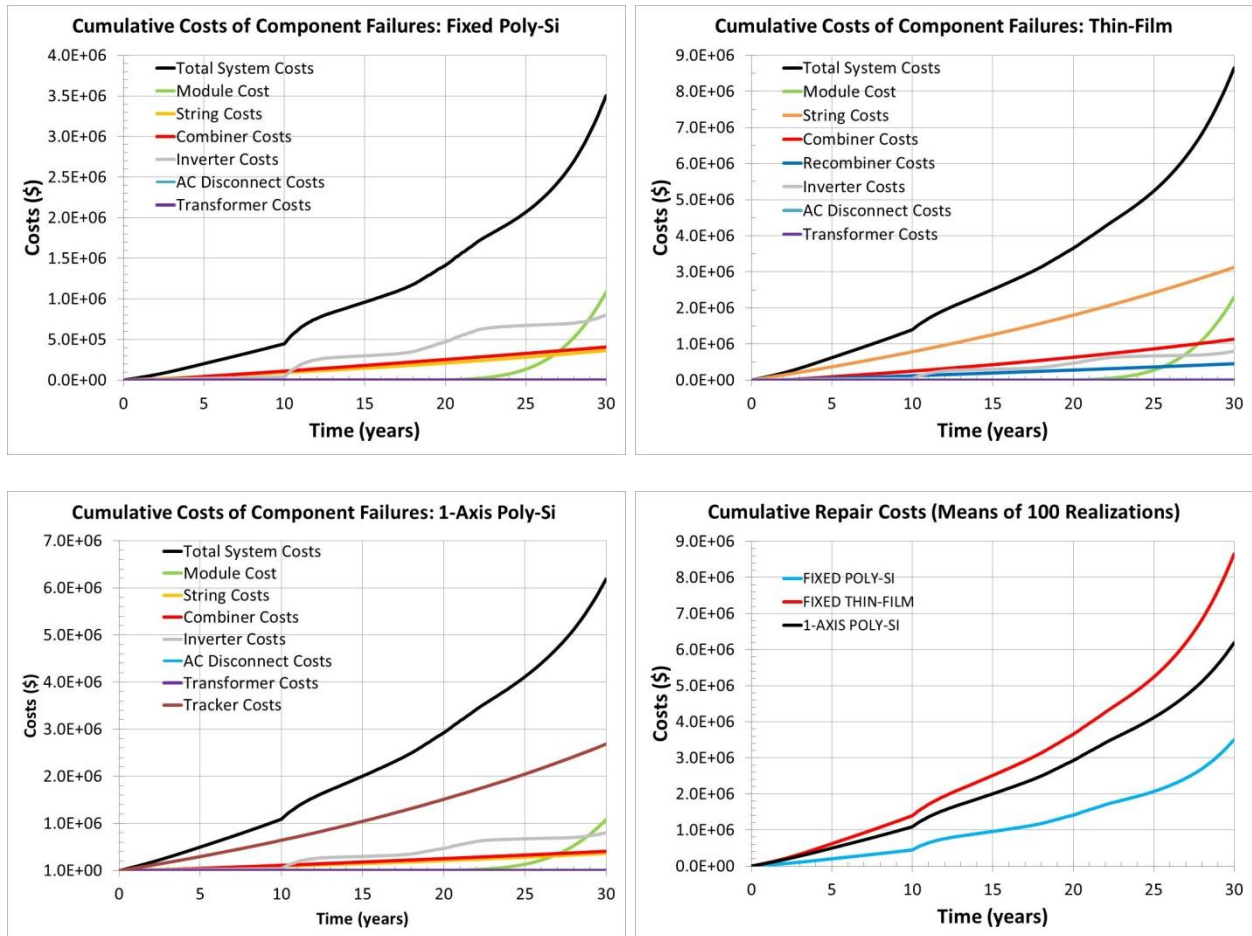 Cumulative Costs of Component Failures: Fixed Poly-Si
4.0E+06
3.5E+06
3.0E+06
2.5E+06
2.0E+06
1.5E+06
1.0E+06
5.0E+05
0.0E+00
Costs ($)
Total System Costs
Module Cost
String Costs
Combiner Costs
Inverter Costs
AC Disconnect Costs
Transformer Costs
0 5 10 15 20 25 30
Time (years)
Cumulative Costs of Component Failures: Thin-Film
9.0E+06
8.0E+06
7.0E+06
6.0E+06
5.0E+06
4.0E+06
3.0E+06
2.0E+06
1.0E+06
0.0E+00
Costs ($)
Total System Costs
Module Cost
String Costs
Combiner Costs
Recombiner Costs
Inverter Costs
AC Disconnect Costs
Transformer Costs
0 5 10 15 20 25 30
Time (years)
Cumulative Costs of Component Failures: 1-Axis Poly-Si
7.0E+06
6.0E+06
5.0E+06
4.0E+06
3.0E+06
2.0E+06
1.0E+06
1.0E+00
Costs ($)
Total System Costs
Module Cost
String Costs
Combiner Costs
Inverter Costs
AC Disconnect Costs
Transformer Costs
Tracker Costs
0 5 10 15 20 25 30
Time (years)
Cumulative Repair Costs (Means of 100 Realizations)
9.0E+06
8.0E+06
7.0E+06
6.0E+06
5.0E+06
4.0E+06
3.0E+06
2.0E+06
1.0E+06
0.0E+00
Costs ($)
FIXED POLY-SI
FIXED THIN-FILM
1-AXIS POLY-SI
0 5 10 15 20 25 30
Time (years)